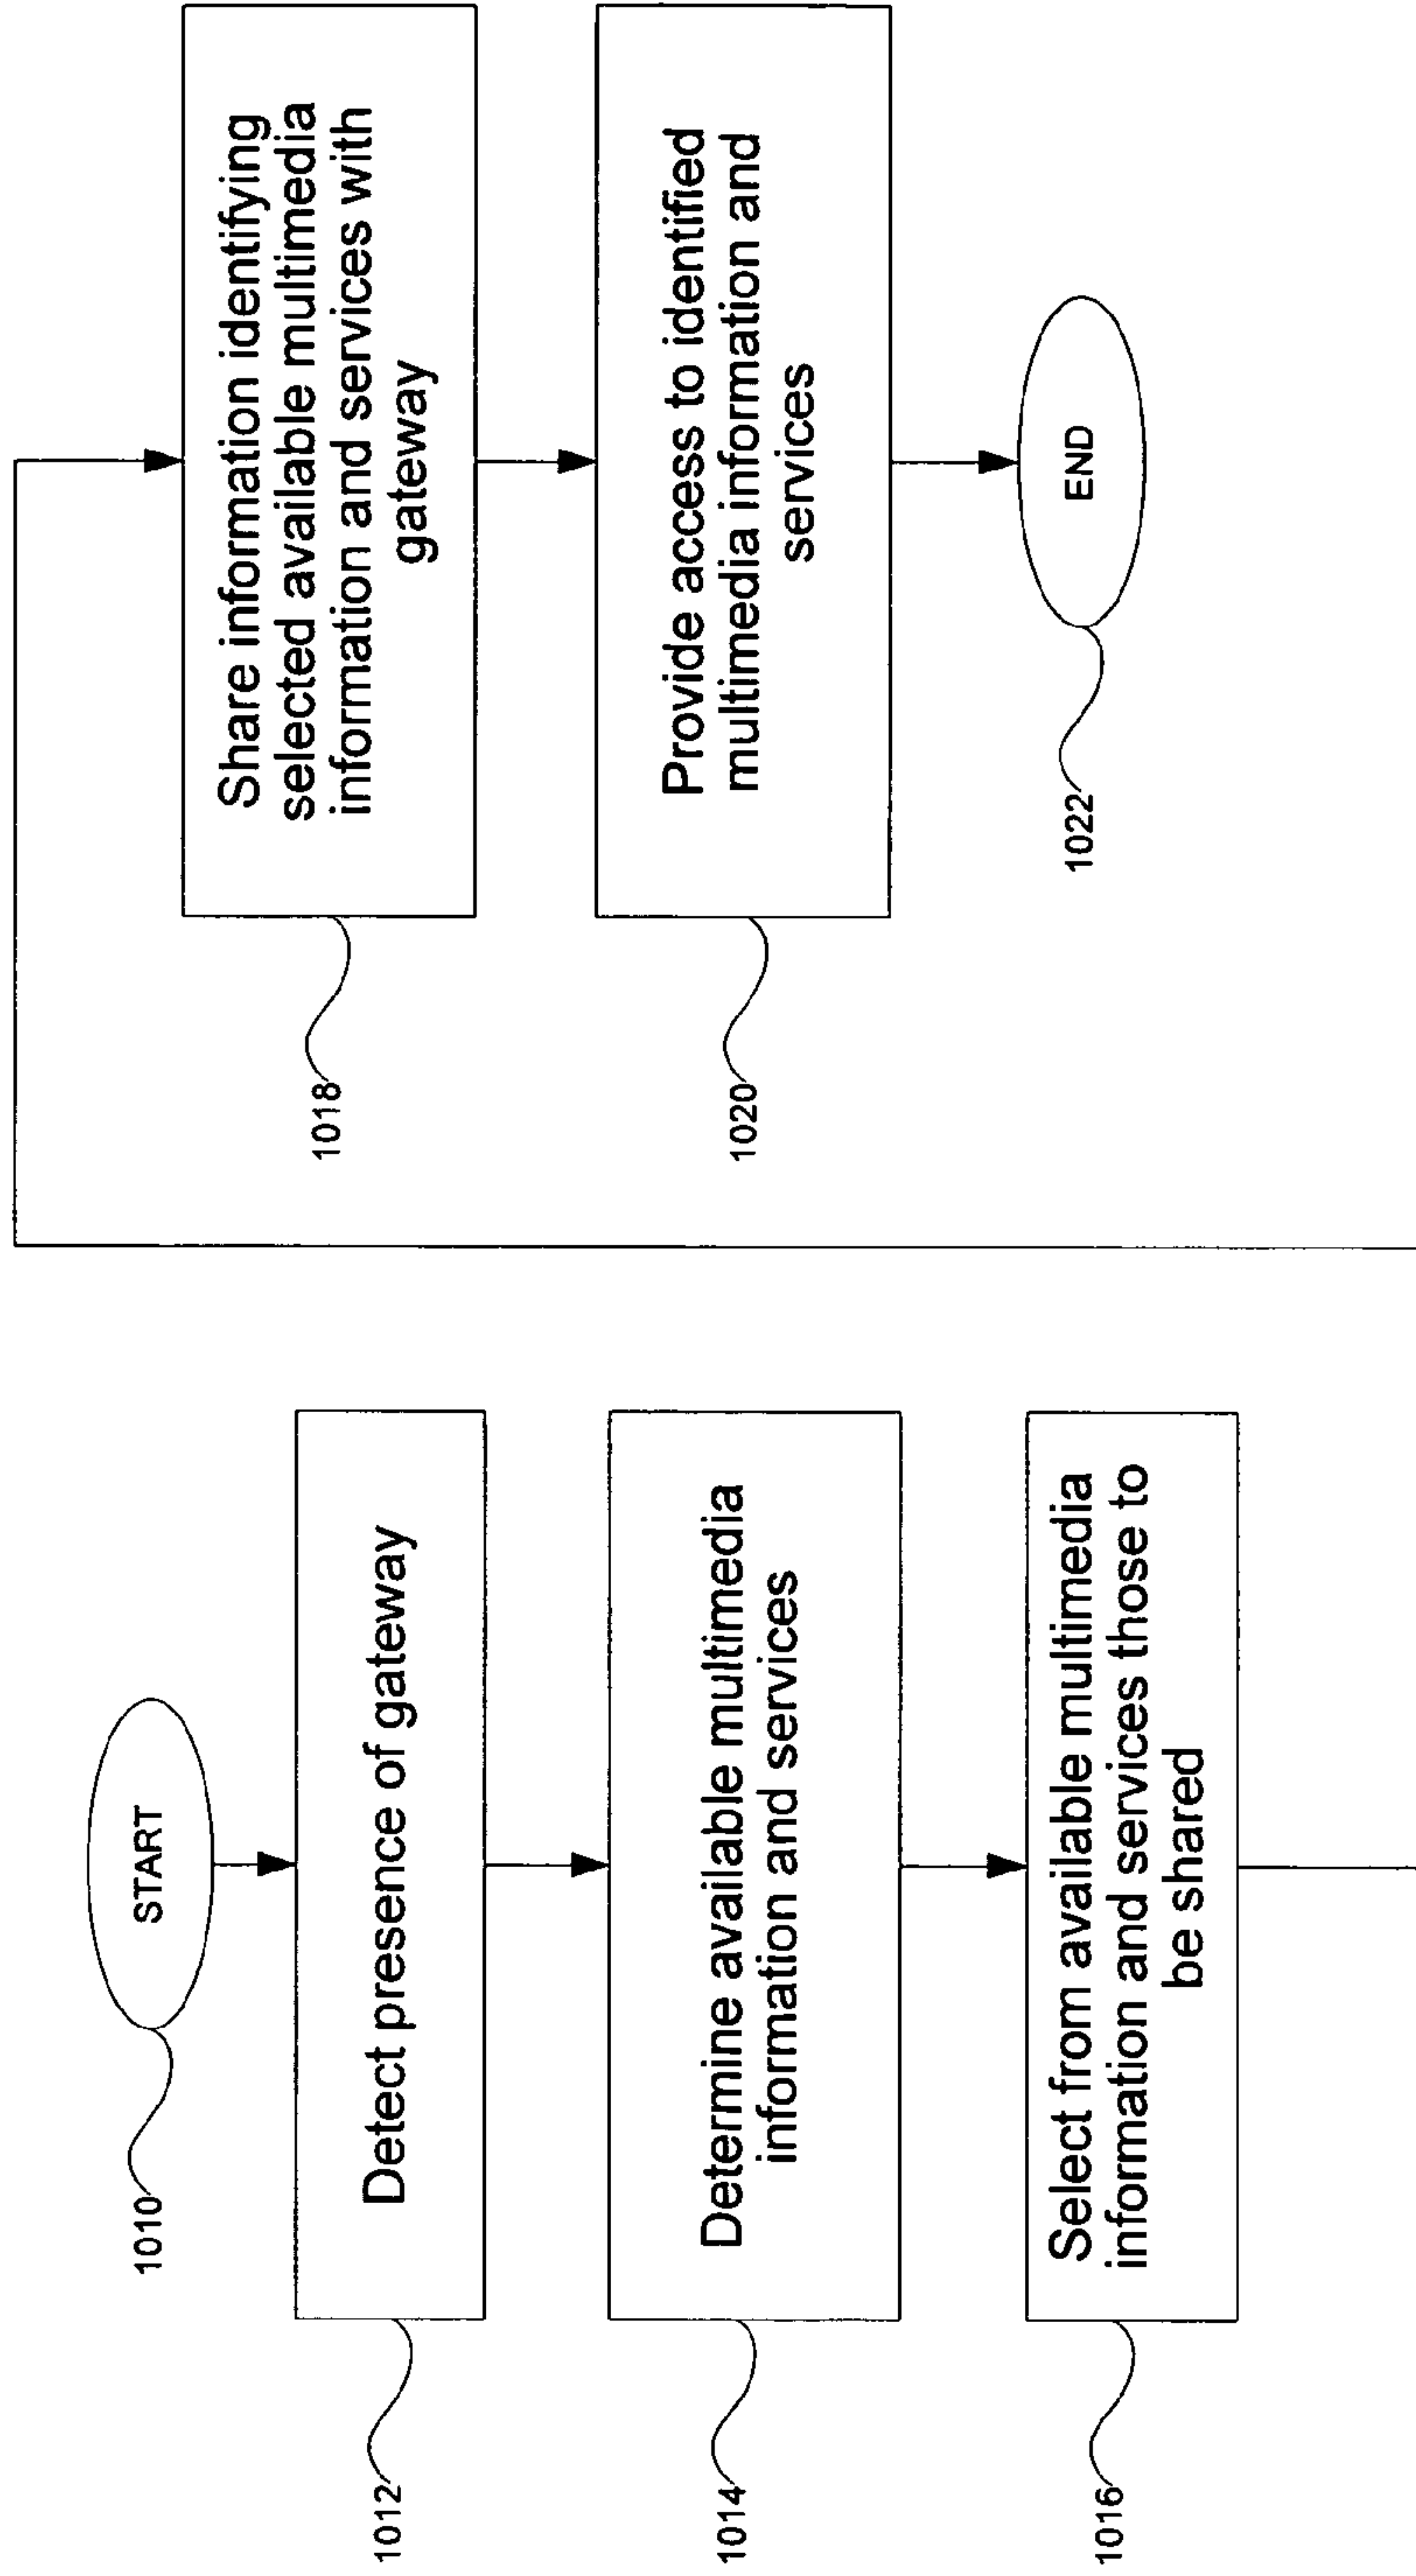 START
1010
Detect presence of gateway
1012
Determine available multimedia
information and services
1014
Select from available multimedia
information and services those to
be shared
1016
Share information identifying
selected available multimedia
information and services with
gateway
1018
Provide access to identified
multimedia information and
services
1020
END
1022